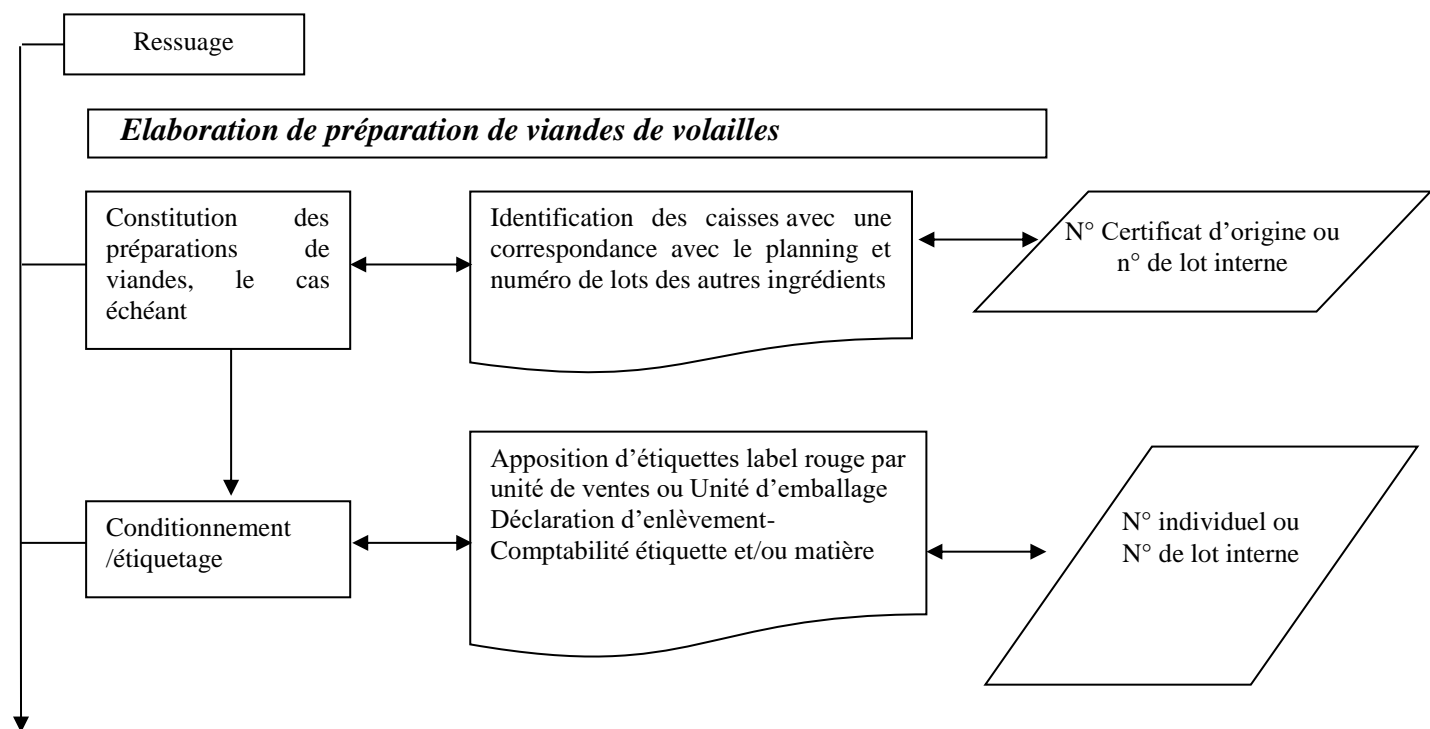 Ressuage
Elaboration de préparation de viandes de volailles
Constitution des
préparations de
viandes, le cas
échéant
Identification des caisses avec une
correspondance avec le planning et
numéro de lots des autres ingrédients
N° Certificat d'origine ou
n° de lot interne
Conditionnement
/étiquetage
Apposition d'étiquettes label rouge par
unité de ventes ou Unité d'emballage
Déclaration d'enlèvement-
Comptabilité étiquette et/ou matière
N° individuel ou
N° de lot interne